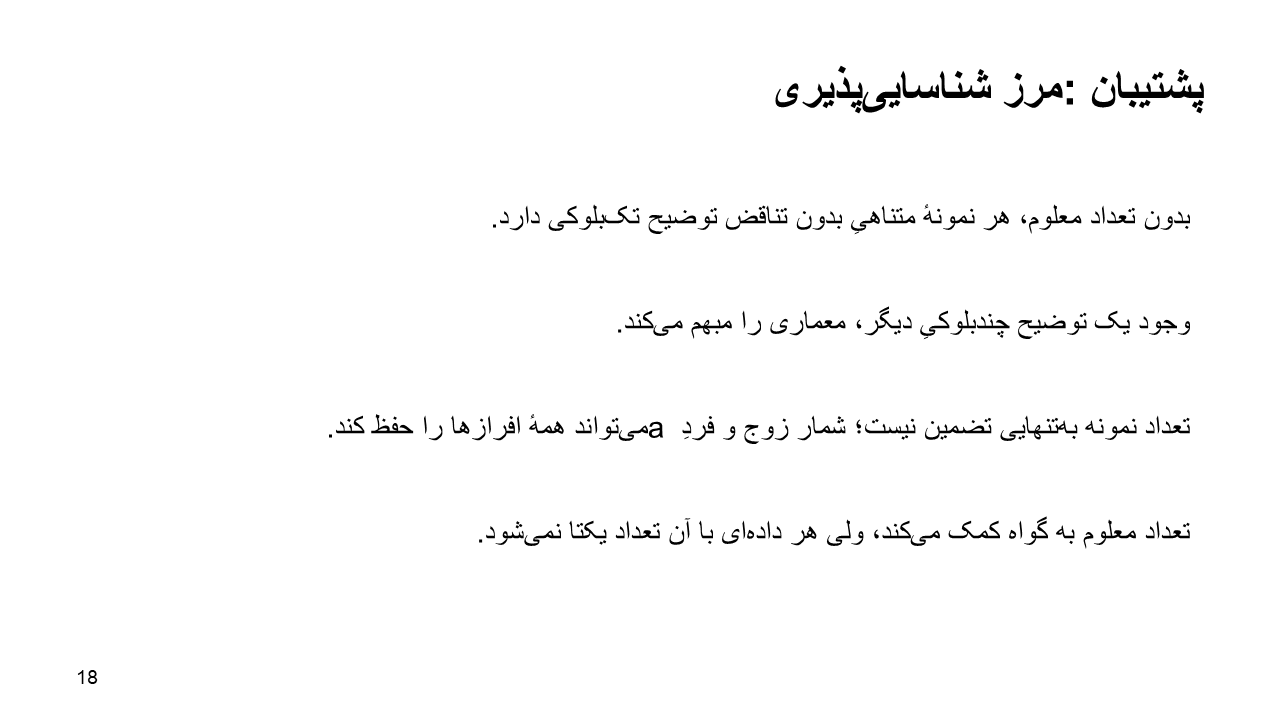 پشتیبان: مرز شناسایی‌پذیری
بدون تعداد معلوم، هر نمونهٔ متناهیِ بدون تناقض توضیح تک‌بلوکی دارد.
وجود یک توضیح چندبلوکیِ دیگر، معماری را مبهم می‌کند.
تعداد نمونه به‌تنهایی تضمین نیست؛ شمار زوج و فردِ a می‌تواند همهٔ افرازها را حفظ کند.
تعداد معلوم به گواه کمک می‌کند، ولی هر داده‌ای با آن تعداد یکتا نمی‌شود.
18